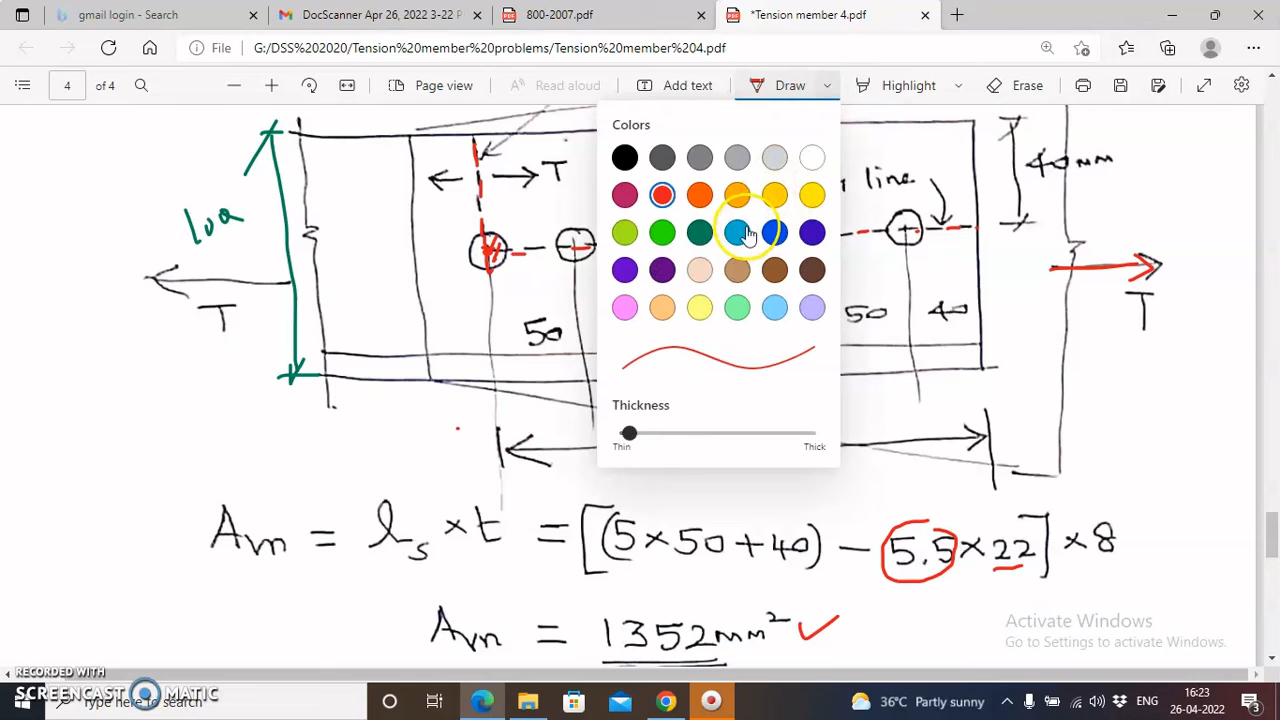 gmail login - Search
DocScanner Apr 26, 2022 3-22 P
800-2007.pdf
*Tension member 4.pdf
File
G:/DSS%202020/Tension%20member%20problems/Tension%20member%204.pdf
4
of 4
Page view
Read aloud
Add text
Draw
Highlight
Erase
Colors
T
line
40mm
100
T
50
50
40
T
Thickness
Thin
Thick
Avn = ls × t = [(5×50+40) − 5.5×22] × 8
Avn = 1352mm²
Activate Windows
Go to Settings to activate Windows.
RECORDED WITH
SCREENCAST MATIC
Type here to search
36°C Partly sunny
ENG
16:23
26-04-2022
3